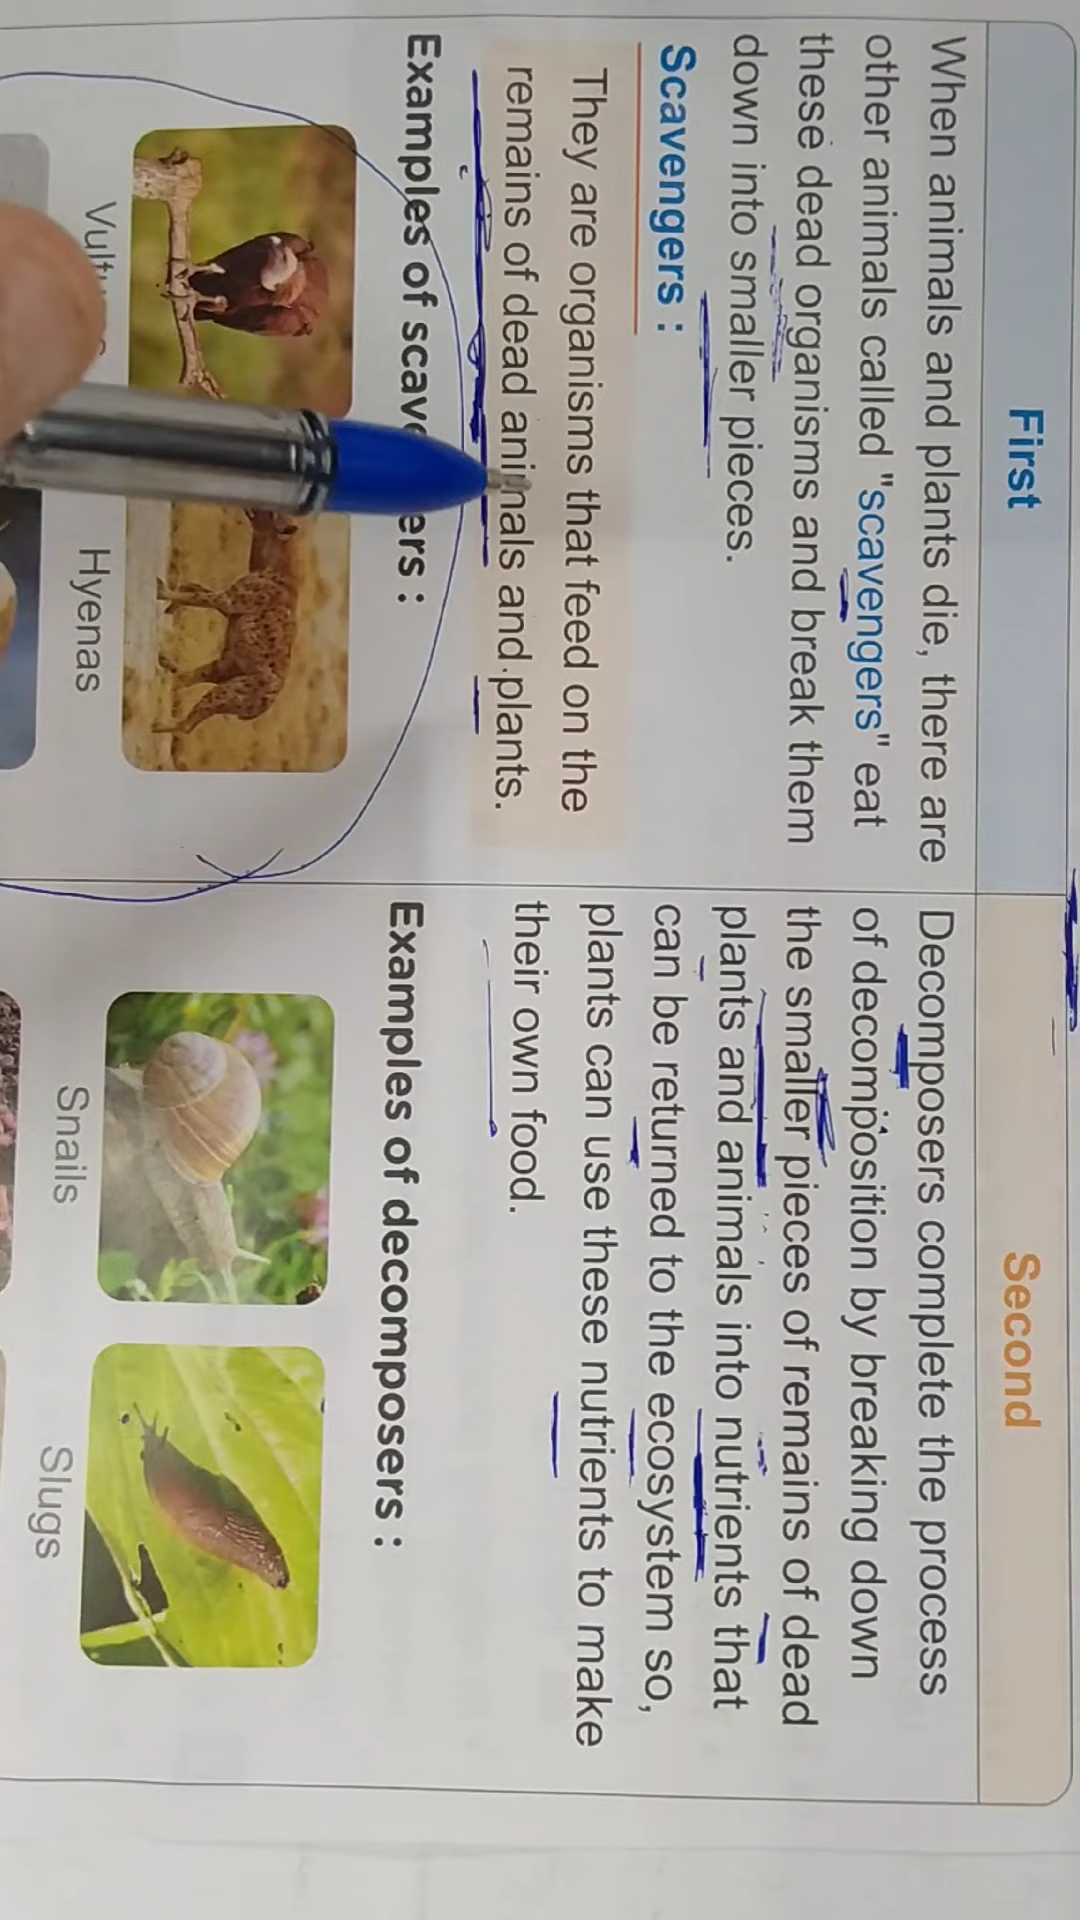 First
When animals and plants die, there are
other animals called "scavengers" eat
these dead organisms and break them
down into smaller pieces.
Scavengers :
They are organisms that feed on the
remains of dead animals and plants.
Examples of
Hyenas
Second
Decomposers complete the process
of decomposition by breaking down
the smaller pieces of remains of dead
plants and animals into nutrients that
can be returned to the ecosystem so,
plants can use these nutrients to make
their own food.
Examples of decomposers :
Snails
Slugs